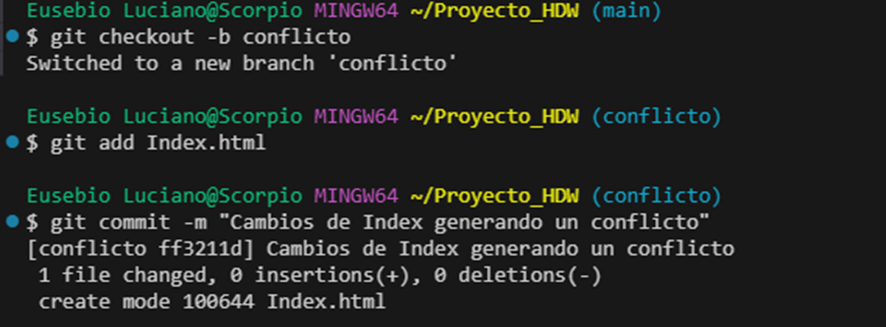 Eusebio Luciano@Scorpio MINGW64 ~/Proyecto_HDW (main)
$ git checkout -b conflicto
Switched to a new branch 'conflicto'
Eusebio Luciano@Scorpio MINGW64 ~/Proyecto_HDW (conflicto)
$ git add Index.html
Eusebio Luciano@Scorpio MINGW64 ~/Proyecto_HDW (conflicto)
$ git commit -m "Cambios de Index generando un conflicto"
[conflicto ff3211d] Cambios de Index generando un conflicto
1 file changed, 0 insertions(+), 0 deletions(-)
create mode 100644 Index.html